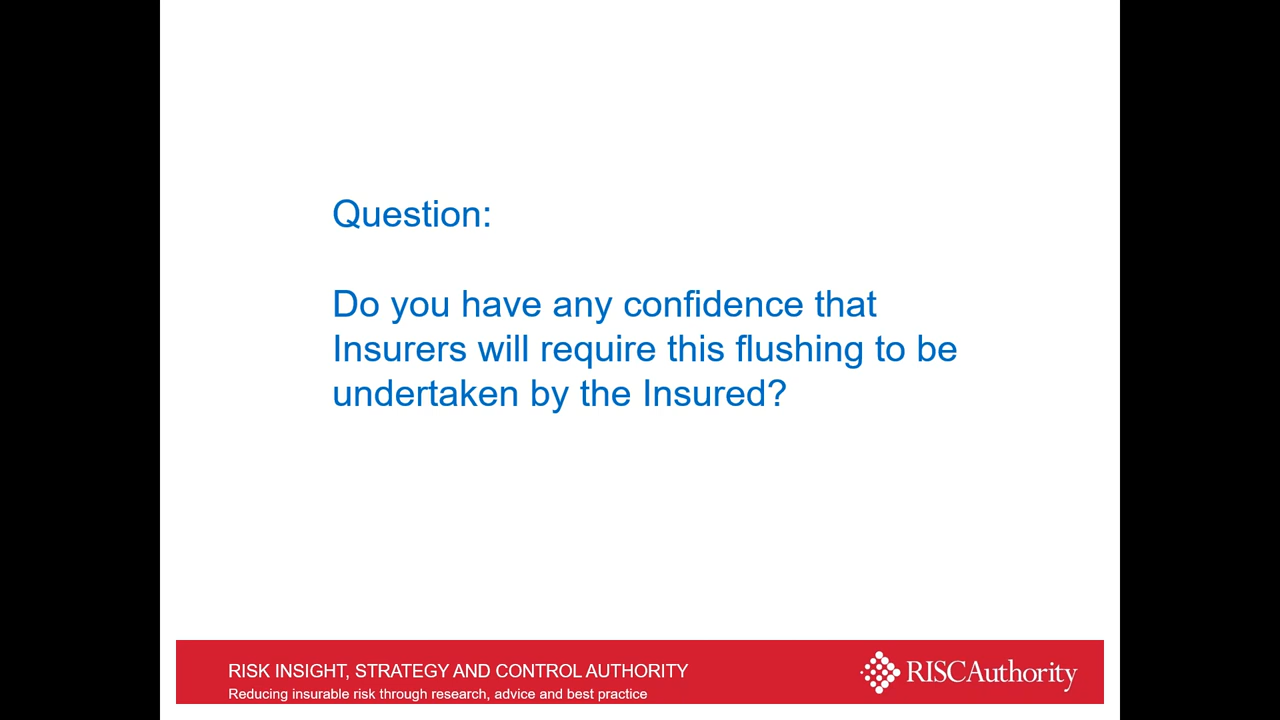 Question:
Do you have any confidence that
Insurers will require this flushing to be
undertaken by the Insured?
RISK INSIGHT, STRATEGY AND CONTROL AUTHORITY
Reducing insurable risk through research, advice and best practice
RISCAuthority